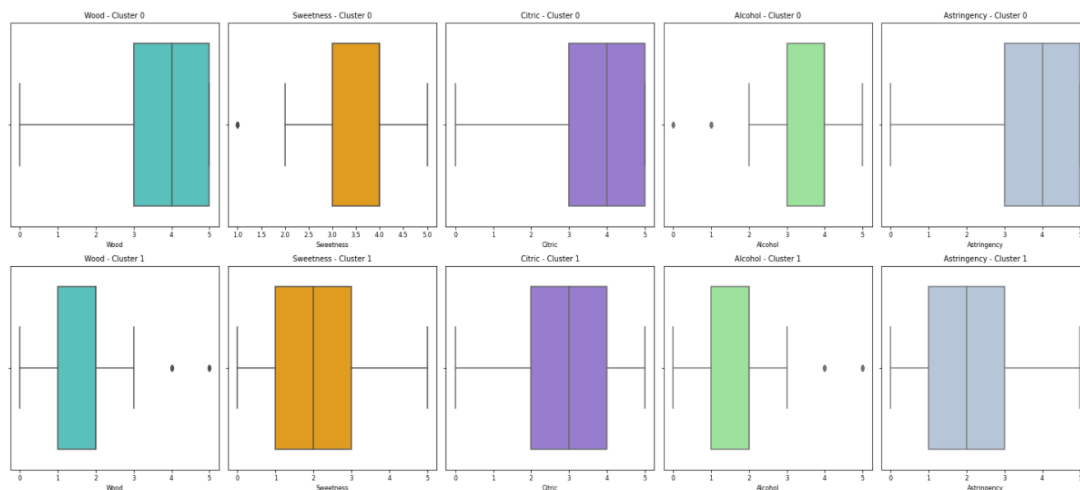 Wood - Cluster 0
Sweetness - Cluster 0
Citric - Cluster 0
Alcohol - Cluster 0
Astringency - Cluster 0
0 1 2 3 4 5
1.0 1.5 2.0 2.5 3.0 3.5 4.0 4.5 5.0
0 1 2 3 4 5
0 1 2 3 4 5
0 1 2 3 4 5
Wood
Sweetness
Citric
Alcohol
Astringency
Wood - Cluster 1
Sweetness - Cluster 1
Citric - Cluster 1
Alcohol - Cluster 1
Astringency - Cluster 1
0 1 2 3 4 5
0 1 2 3 4 5
0 1 2 3 4 5
0 1 2 3 4 5
0 1 2 3 4 5
Wood
Sweetness
Citric
Alcohol
Astringency